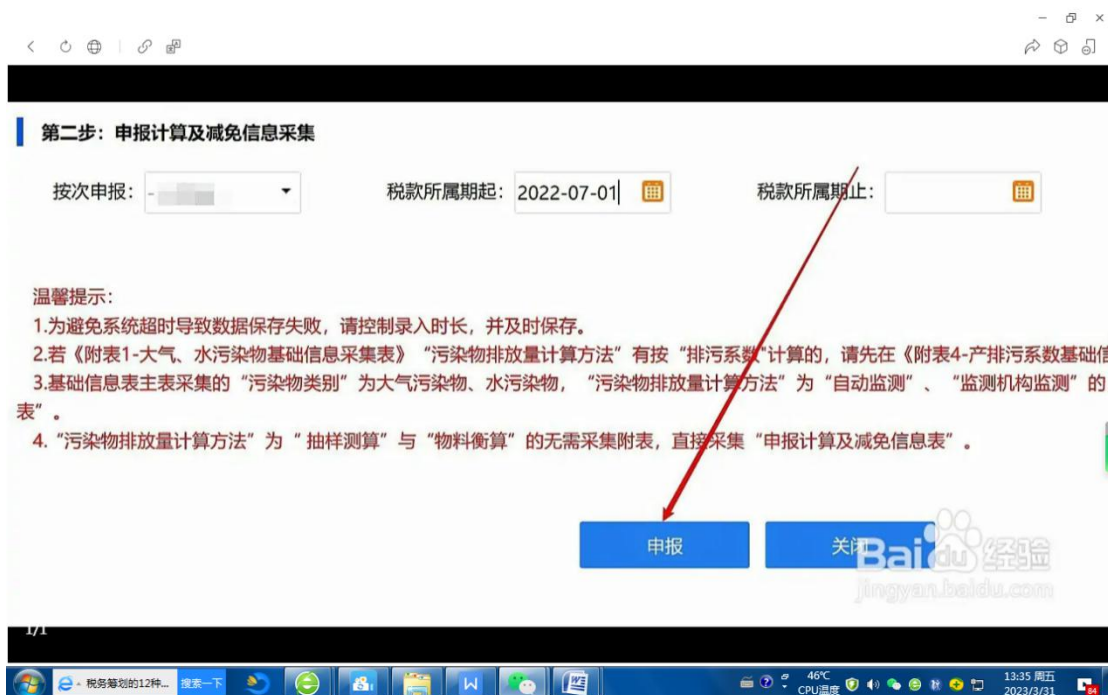 第二步：申报计算及减免信息采集
按次申报： -
税款所属期起： 2022-07-01
税款所属期止：
温馨提示：
1.为避免系统超时导致数据保存失败，请控制录入时长，并及时保存。
2.若《附表1-大气、水污染物基础信息采集表》“污染物排放量计算方法”有按“排污系数"计算的，请先在《附表4-产排污系数基础信
3.基础信息表主表采集的“污染物类别”为大气污染物、水污染物，“污染物排放量计算方法”为“自动监测”、“监测机构监测”的
表”。
4.“污染物排放量计算方法”为“抽样测算”与“物料衡算”的无需采集附表，直接采集“申报计算及减免信息表”。
申报
关闭
Baidu经验
jingyan.baidu.com
1/1
税务筹划的12种...
搜索一下
46℃
CPU温度
13:35 周五
2023/3/31
84